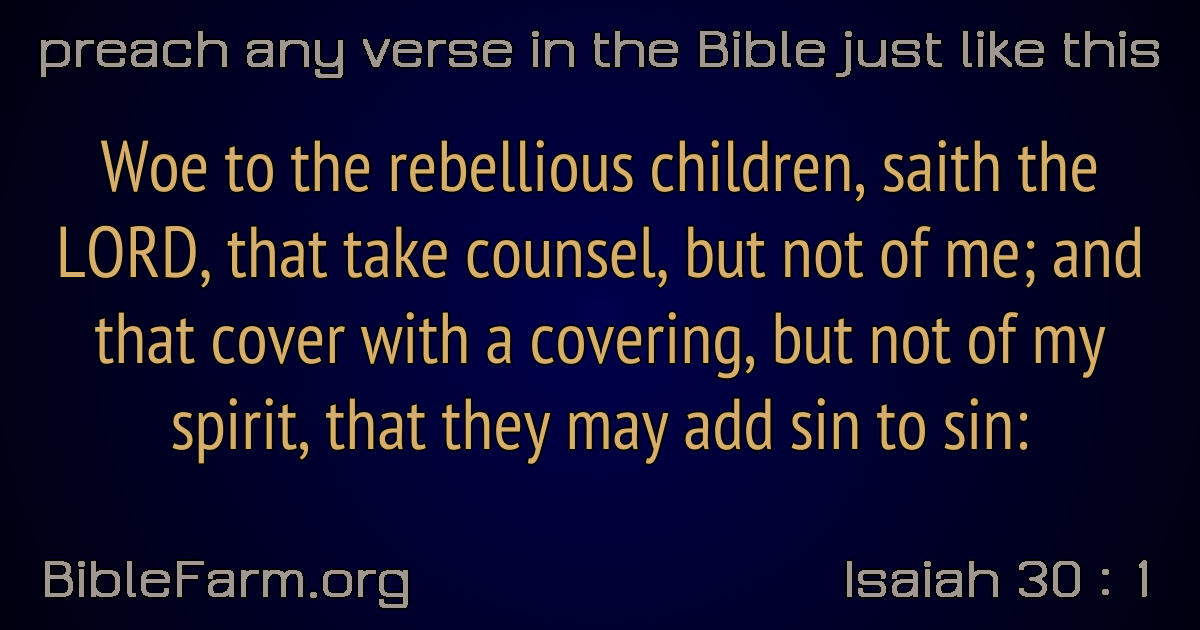 preach any verse in the Bible just like this
Woe to the rebellious children, saith the
LORD, that take counsel, but not of me; and
that cover with a covering, but not of my
spirit, that they may add sin to sin:
BibleFarm.org
Isaiah 30 : 1